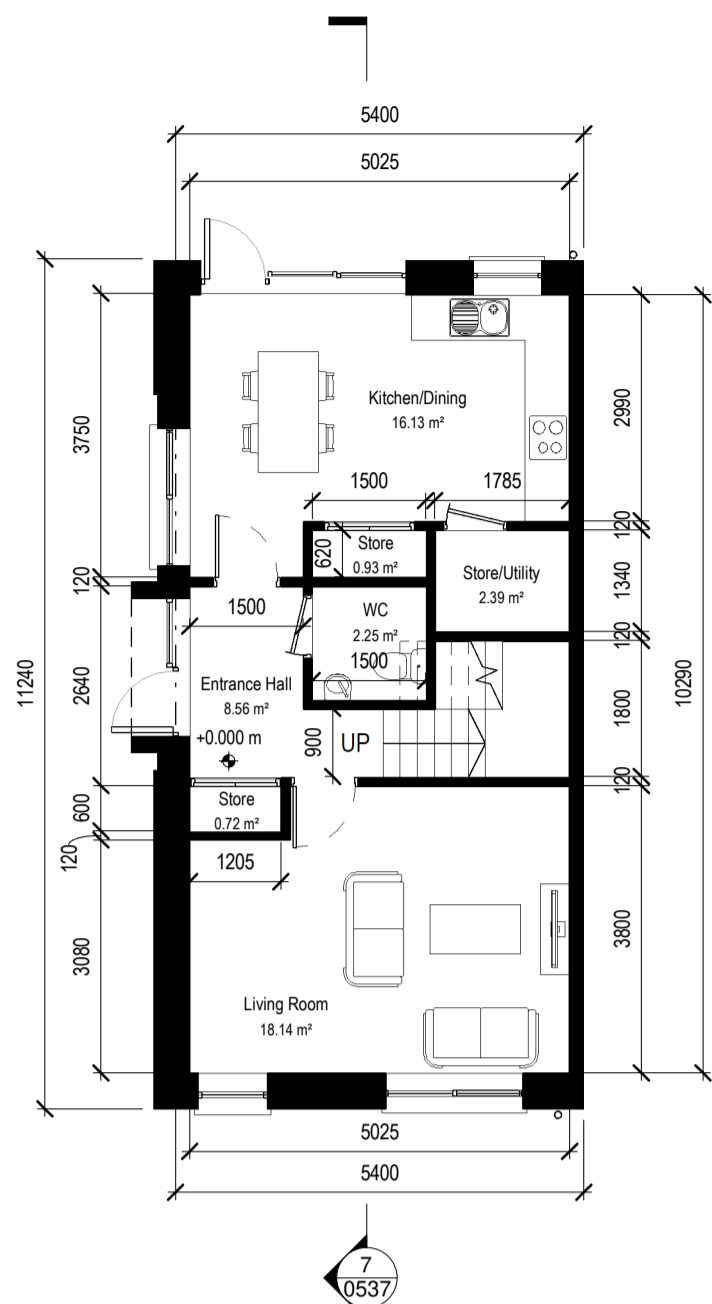 5400
5025
Kitchen/Dining
16.13 m²
3750
2990
11240
10290
1500
1785
620
Store
0.93 m²
Store/Utility
2.39 m²
120
1340
120
120
1500
WC
2.25 m²
1500
Entrance Hall
8.56 m²
+0.000 m
2640
900
UP
1800
120
Store
0.72 m²
600
120
1205
3080
3800
Living Room
18.14 m²
5025
5400
7
0537